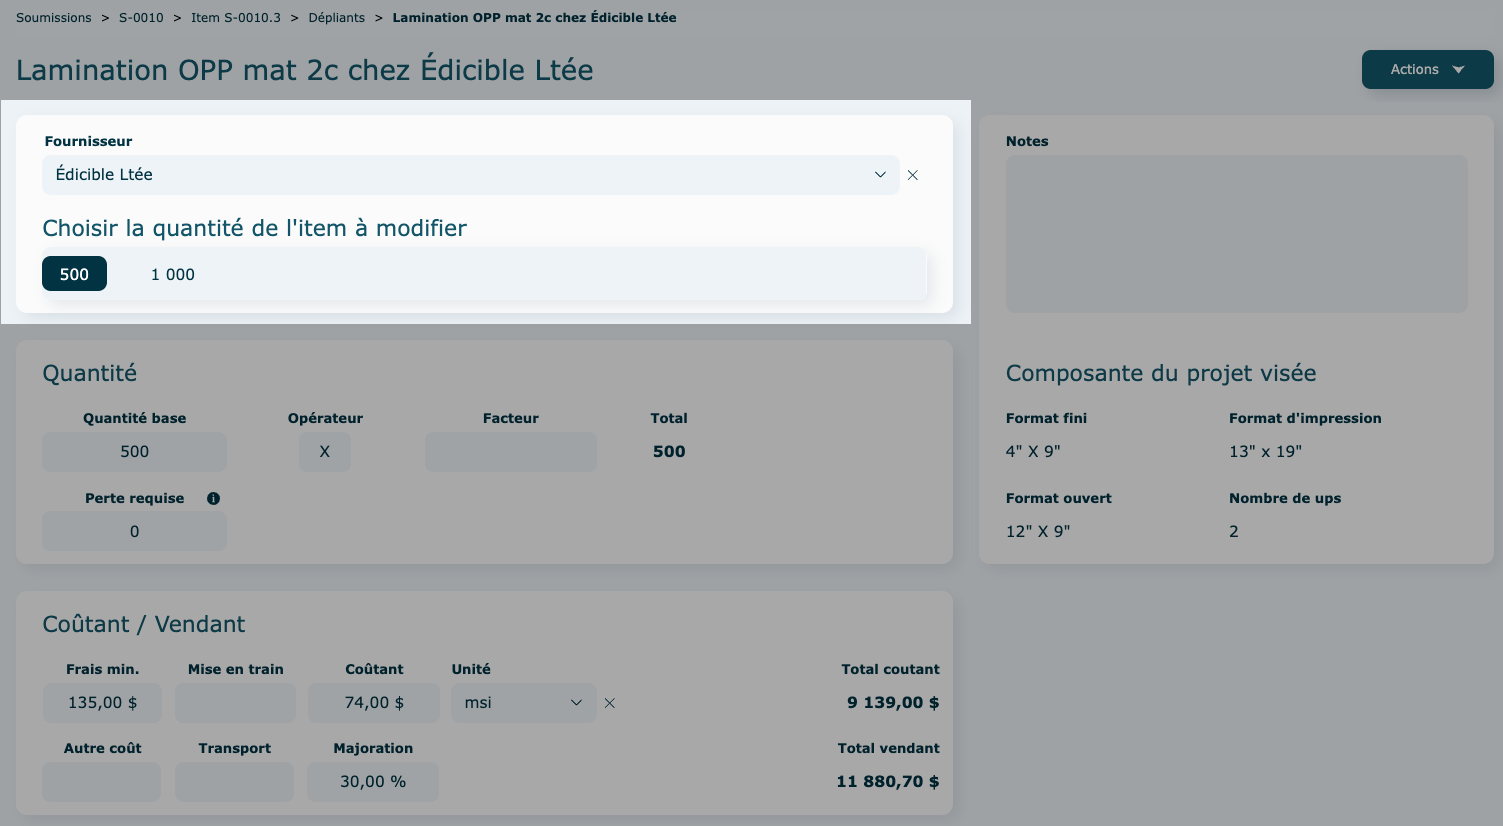 Soumissions > S-0010 > Item S-0010.3 > Dépliants > Lamination OPP mat 2c chez Édicible Ltée
Lamination OPP mat 2c chez Édicible Ltée
Actions
Fournisseur
Édicible Ltée
Choisir la quantité de l'item à modifier
500 1 000
Notes
Quantité
Quantité base Opérateur Facteur Total
500 X 500
Perte requise
0
Composante du projet visée
Format fini Format d'impression
4" X 9" 13" x 19"
Format ouvert Nombre de ups
12" X 9" 2
Coûtant / Vendant
Frais min. Mise en train Coûtant Unité Total coutant
135,00 $ 74,00 $ msi 9 139,00 $
Autre coût Transport Majoration Total vendant
30,00 % 11 880,70 $